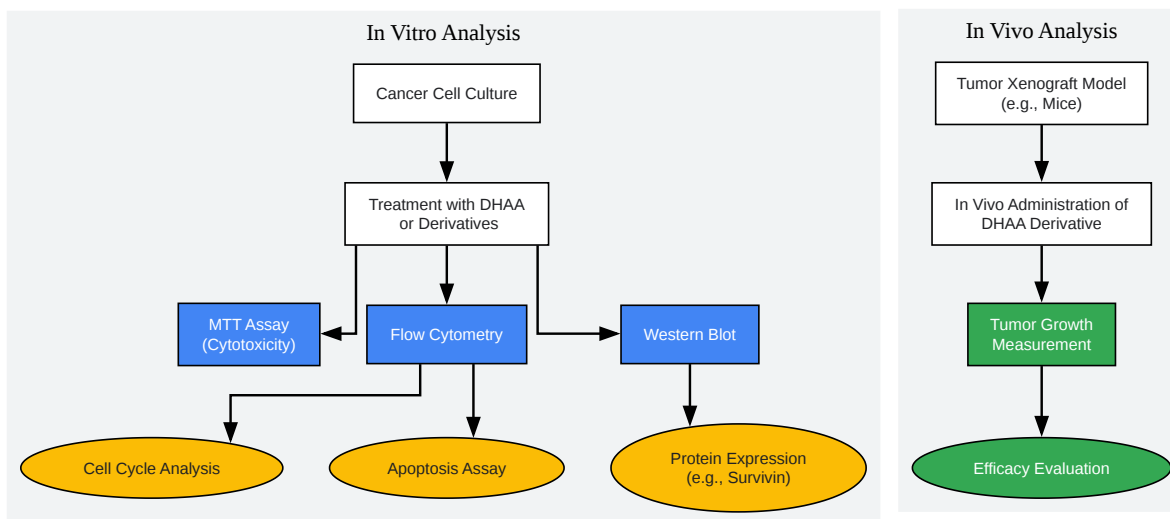 In Vitro Analysis
Cancer Cell Culture
Treatment with DHAA
or Derivatives
MTT Assay
(Cytotoxicity)
Flow Cytometry
Western Blot
Cell Cycle Analysis
Apoptosis Assay
Protein Expression
(e.g., Survivin)
In Vivo Analysis
Tumor Xenograft Model
(e.g., Mice)
In Vivo Administration of
DHAA Derivative
Tumor Growth
Measurement
Efficacy Evaluation